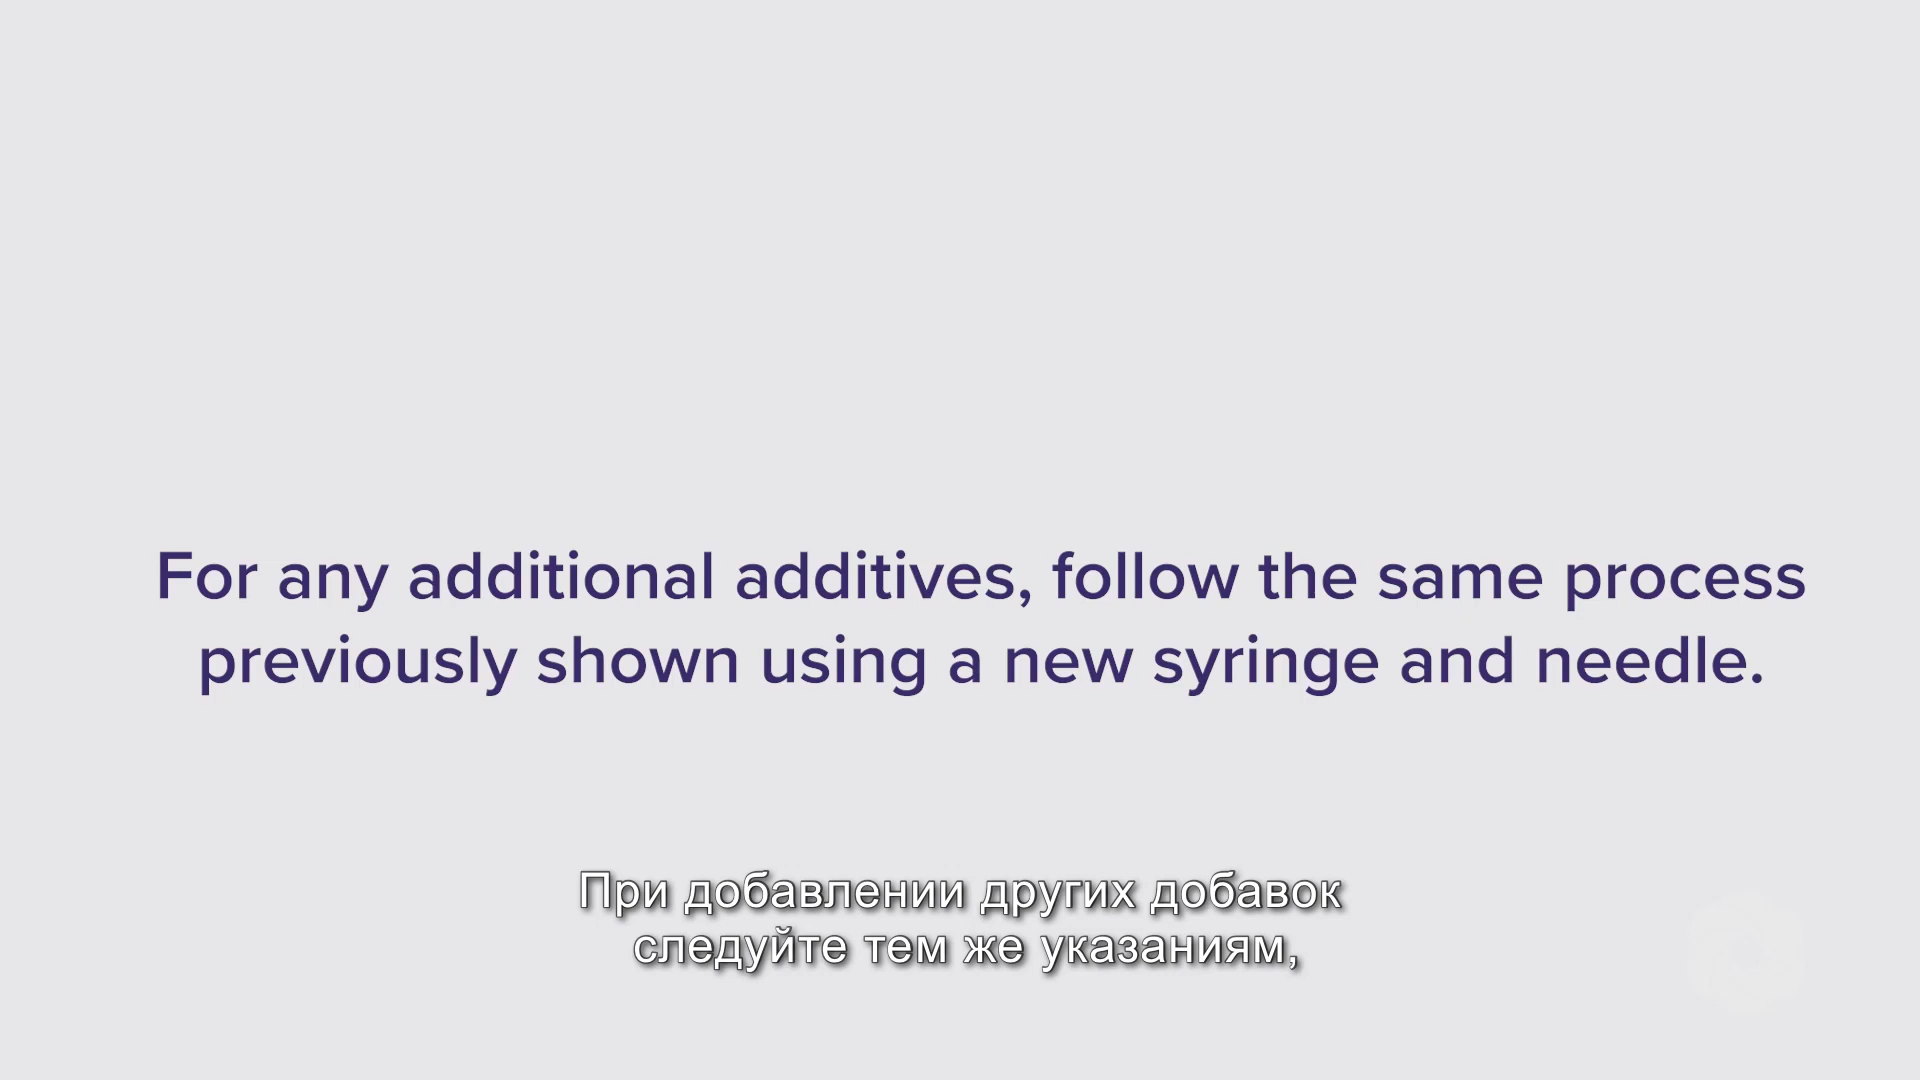 For any additional additives, follow the same process
previously shown using a new syringe and needle.
При добавлении других добавок
следуйте тем же указаниям,